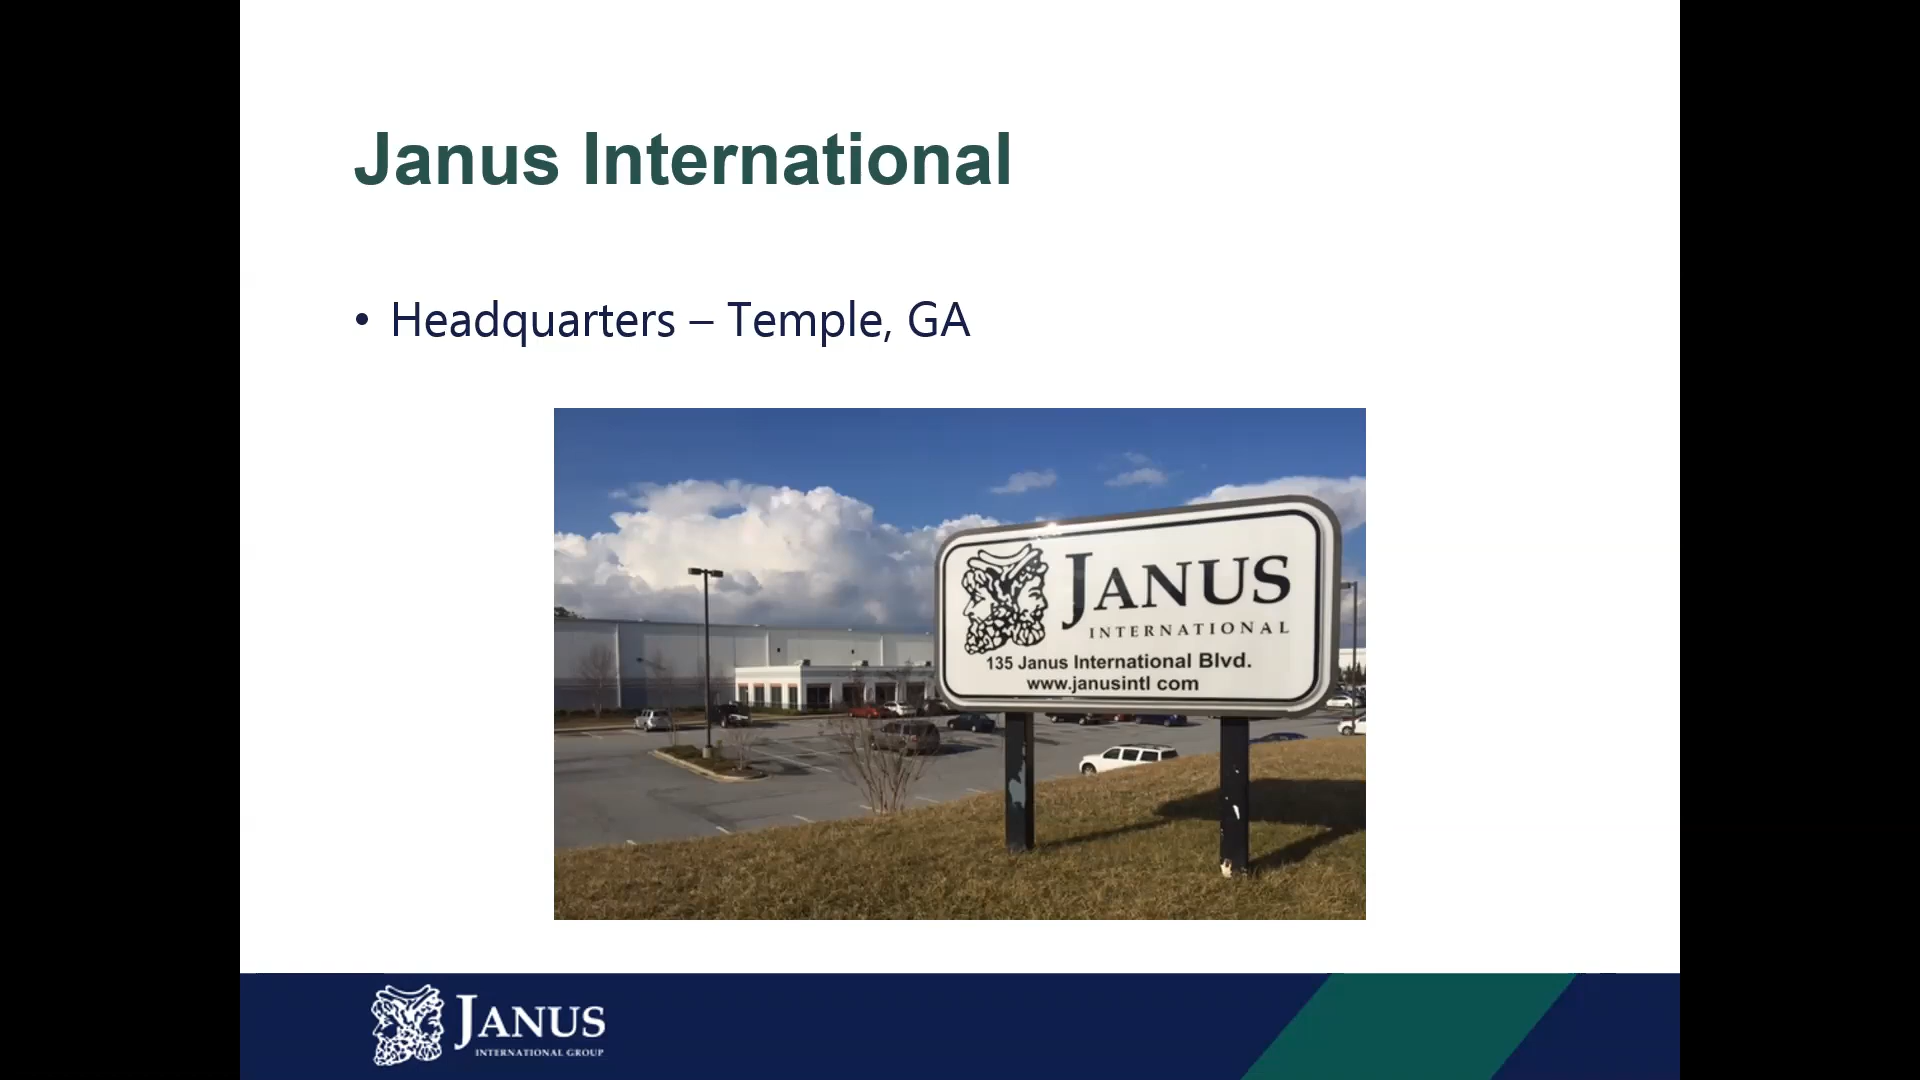 Janus International
• Headquarters – Temple, GA
JANUS
INTERNATIONAL
135 Janus International Blvd.
www.janusintl com
JANUS
INTERNATIONAL GROUP